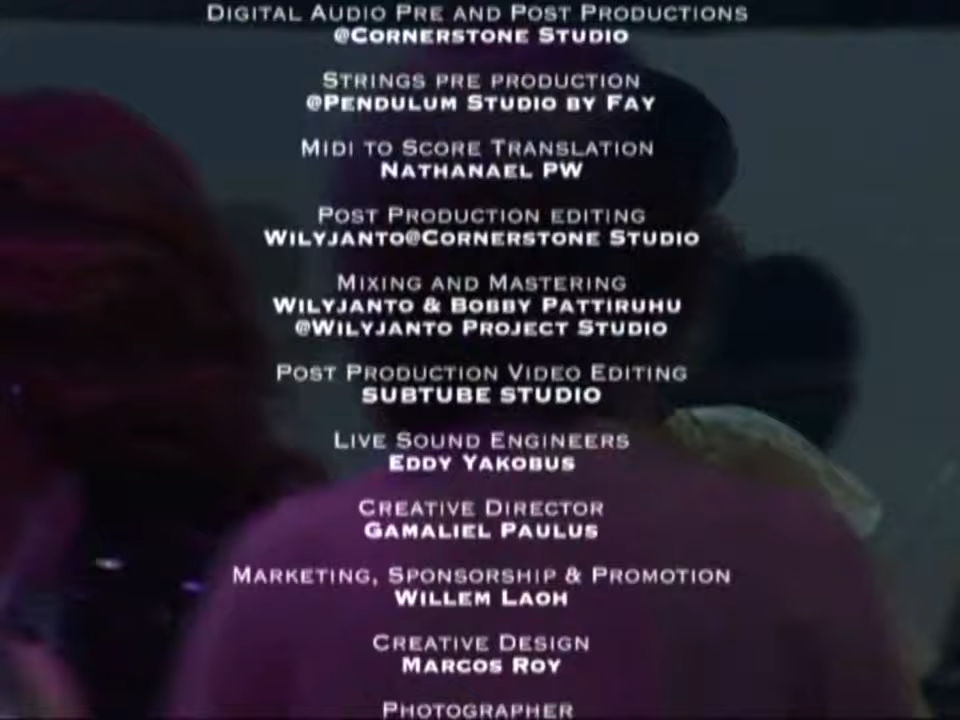 Digital Audio Pre and Post Productions
@Cornerstone Studio
Strings pre production
@Pendulum Studio by Fay
Midi to Score Translation
Nathanael PW
Post Production editing
Wilyjanto@Cornerstone Studio
Mixing and Mastering
Wilyjanto & Bobby Pattiruhu
@Wilyjanto Project Studio
Post Production Video Editing
SUBTUBE STUDIO
Live Sound Engineers
Eddy Yakobus
Creative Director
Gamaliel Paulus
Marketing, Sponsorship & Promotion
Willem Laoh
Creative Design
Marcos Roy
Photographer